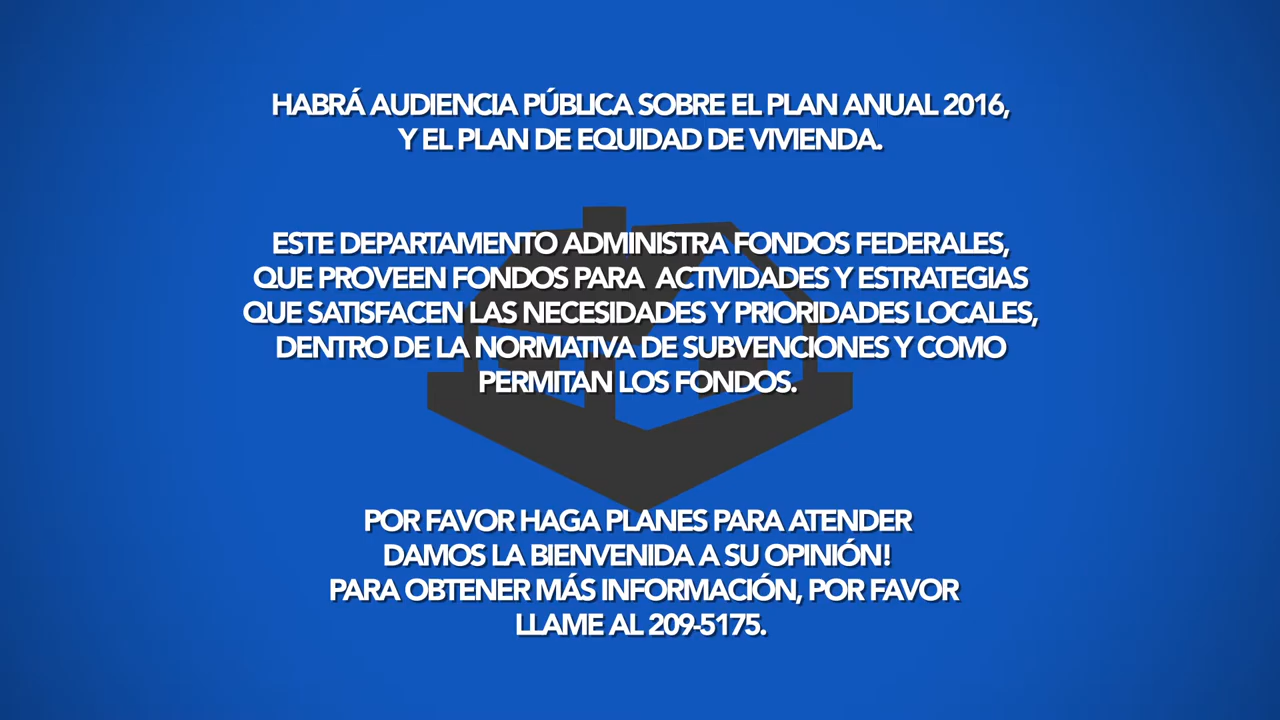 HABRÁ AUDIENCIA PÚBLICA SOBRE EL PLAN ANUAL 2016,
Y EL PLAN DE EQUIDAD DE VIVIENDA.
ESTE DEPARTAMENTO ADMINISTRA FONDOS FEDERALES,
QUE PROVEEN FONDOS PARA ACTIVIDADES Y ESTRATEGIAS
QUE SATISFACEN LAS NECESIDADES Y PRIORIDADES LOCALES,
DENTRO DE LA NORMATIVA DE SUBVENCIONES Y COMO
PERMITAN LOS FONDOS.
POR FAVOR HAGA PLANES PARA ATENDER
DAMOS LA BIENVENIDA A SU OPINIÓN!
PARA OBTENER MÁS INFORMACIÓN, POR FAVOR
LLAME AL 209-5175.